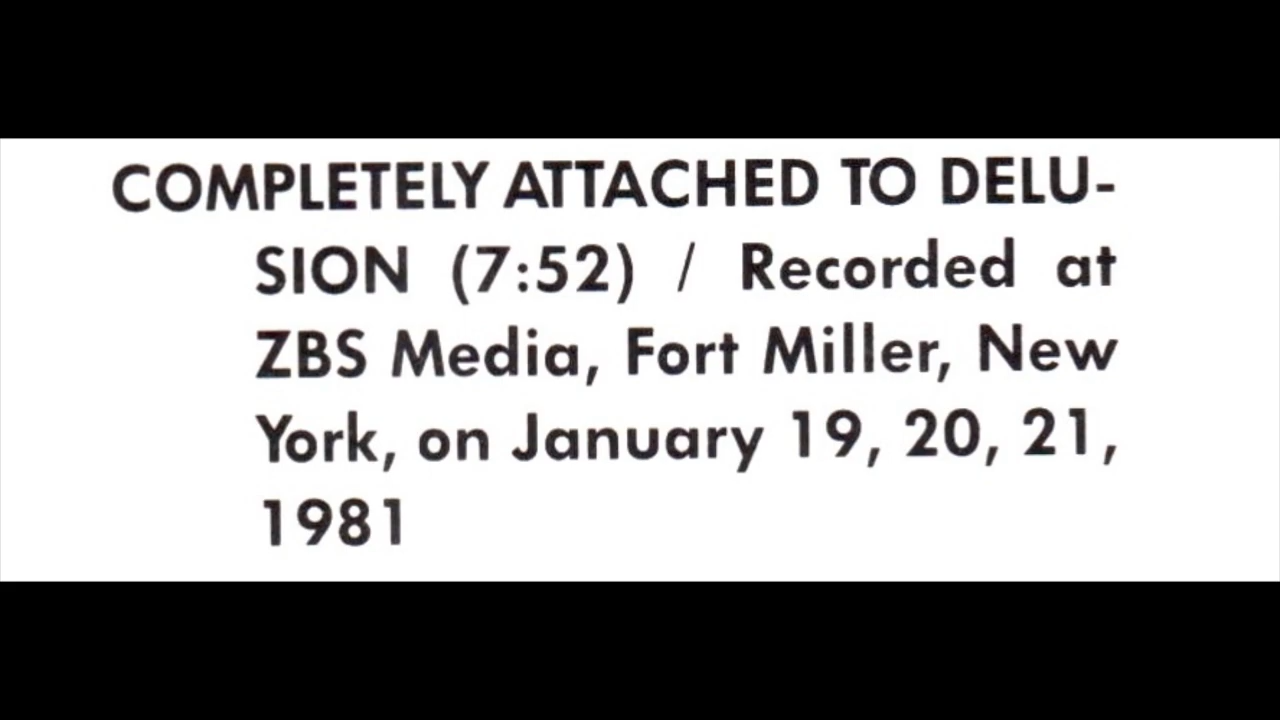 COMPLETELY ATTACHED TO DELU-
SION (7:52) / Recorded at
ZBS Media, Fort Miller, New
York, on January 19, 20, 21,
1981